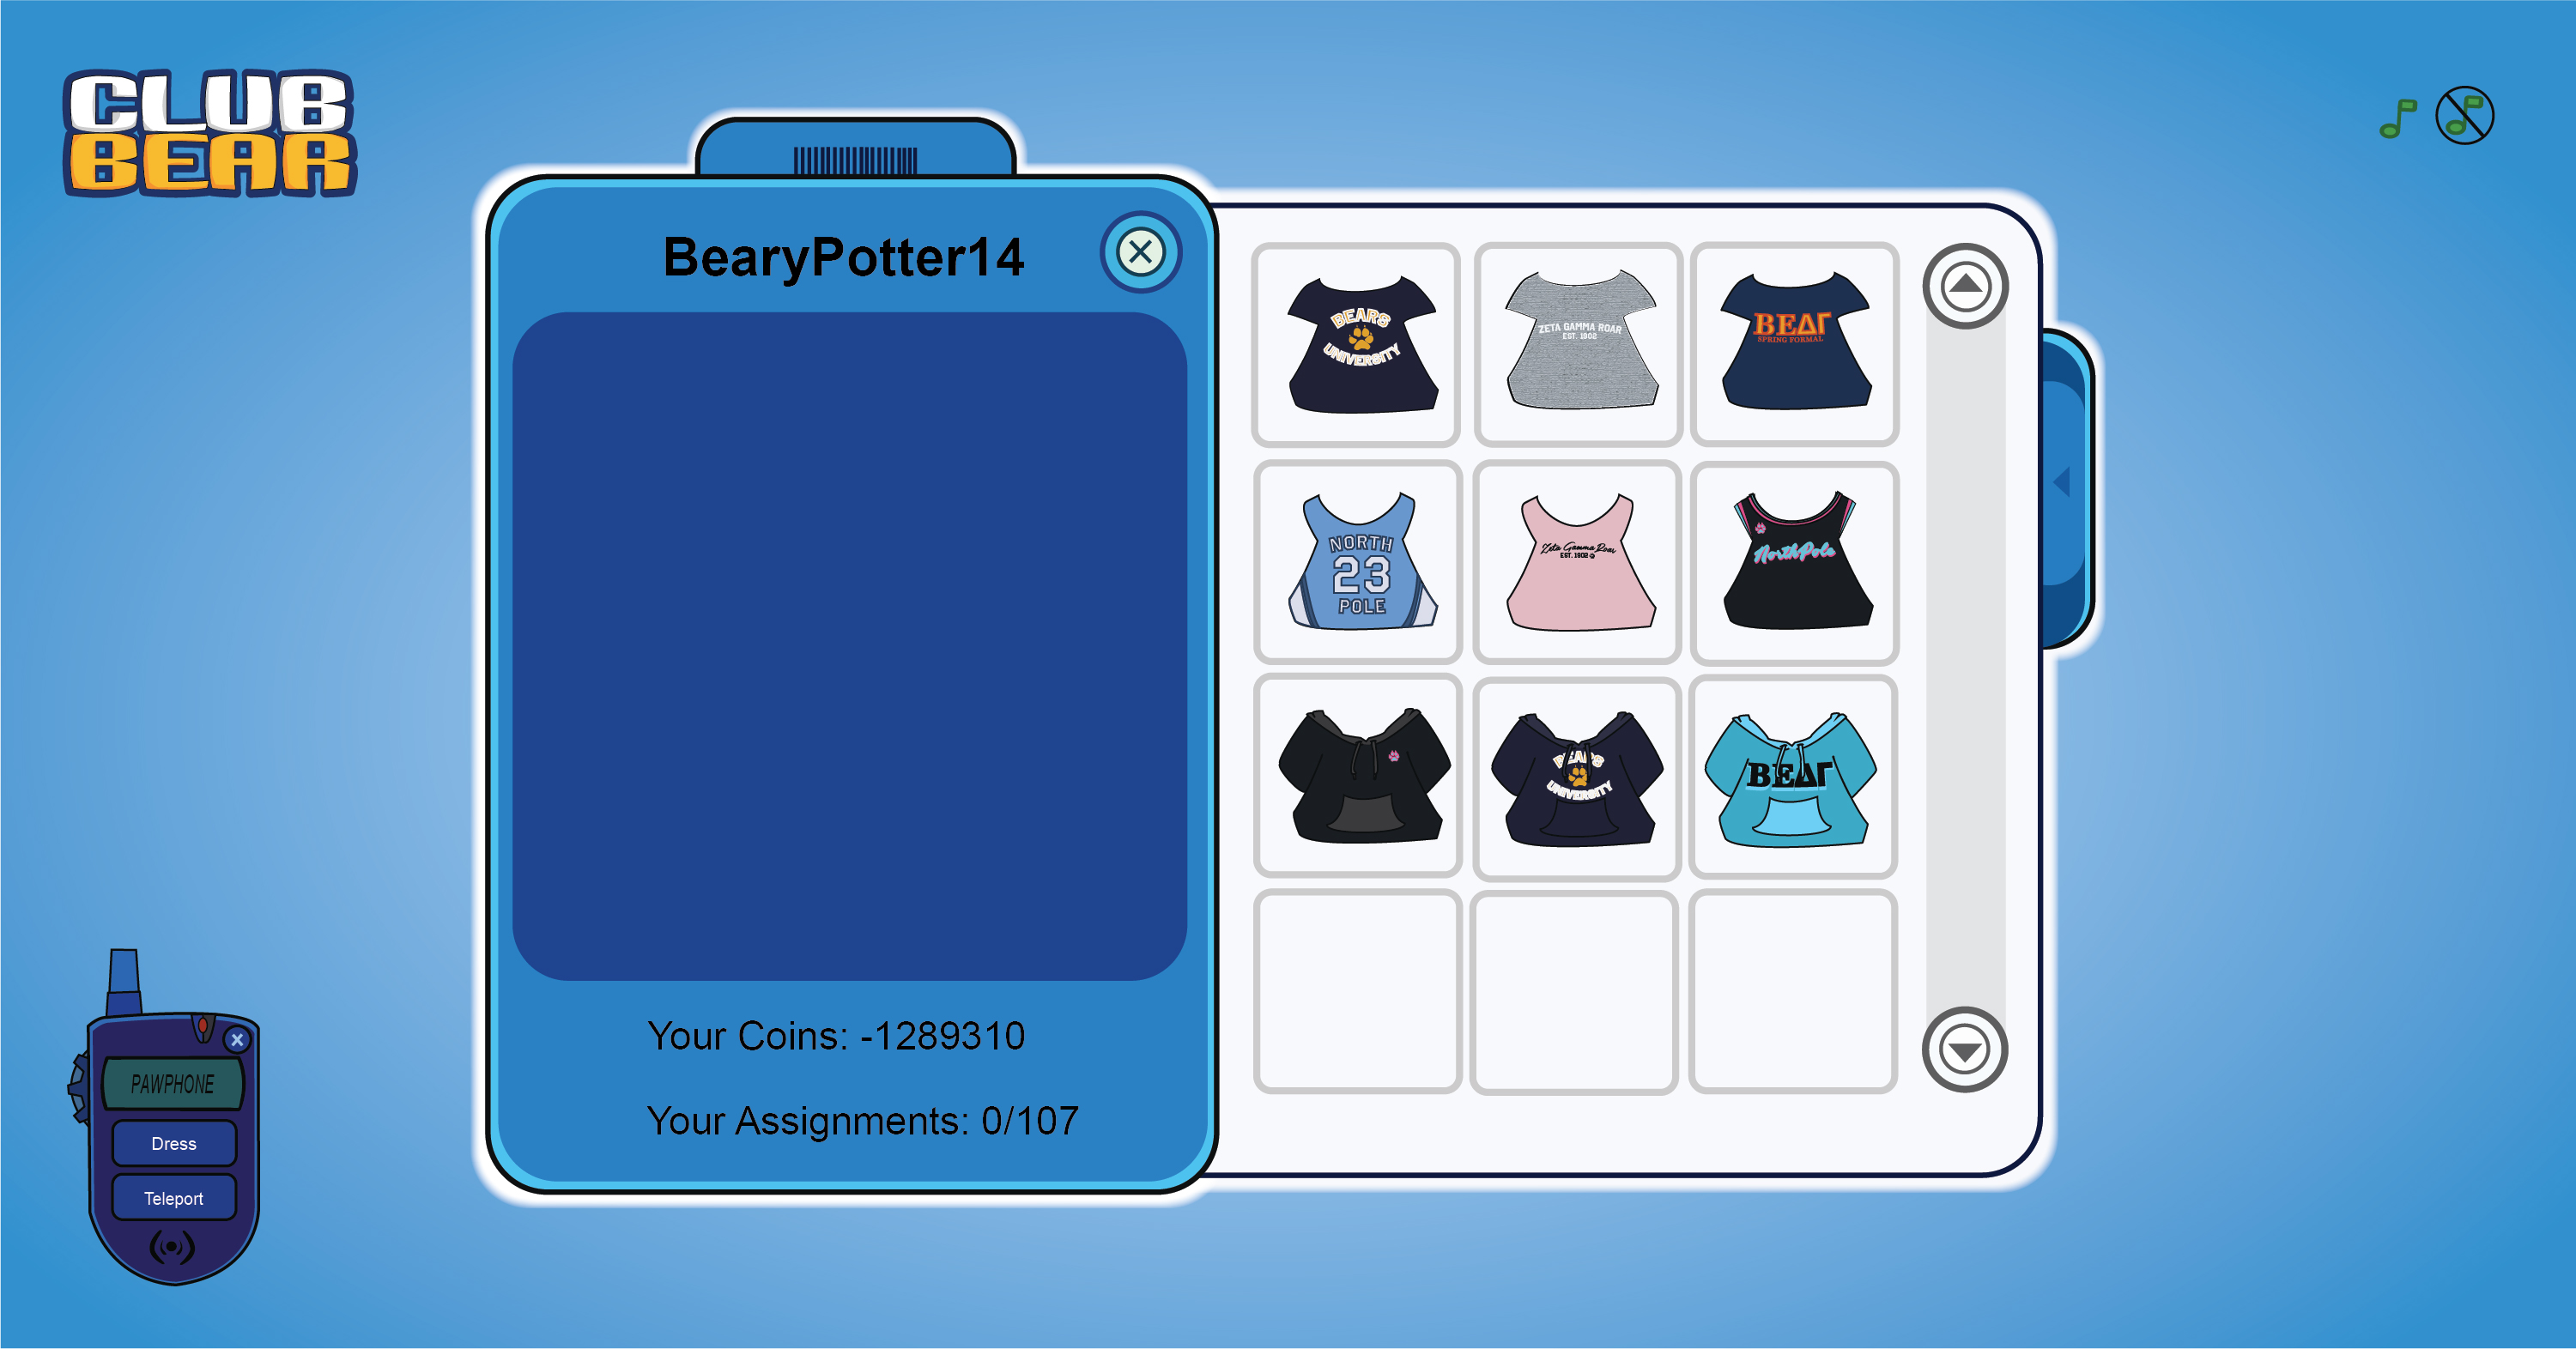 CLUB
BEAR
BearyPotter14
BEARS
UNIVERSITY
ZETA GAMMA ROAR
EST. 1902
ΒΕΔΓ
SPRING FORMAL
NORTH
23
POLE
Zeta Gamma Roar
EST. 1902
NorthPole
BEARS
UNIVERSITY
ΒΕΔΓ
Your Coins: -1289310
Your Assignments: 0/107
PAWPHONE
Dress
Teleport